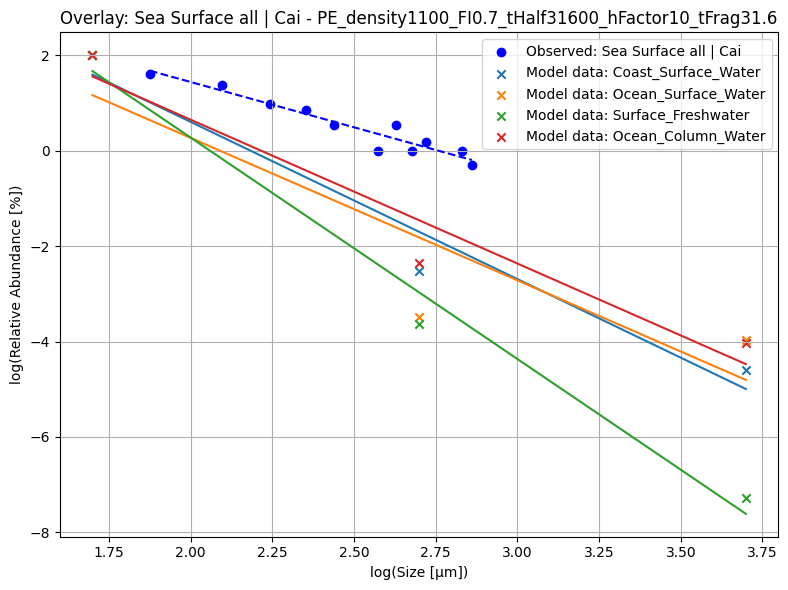 Overlay: Sea Surface all | Cai - PE_density1100_FI0.7_tHalf31600_hFactor10_tFrag31.6
Observed: Sea Surface all | Cai
Model data: Coast_Surface_Water
Model data: Ocean_Surface_Water
Model data: Surface_Freshwater
Model data: Ocean_Column_Water
log(Relative Abundance [%])
2
0
−2
−4
−6
−8
1.75 2.00 2.25 2.50 2.75 3.00 3.25 3.50 3.75
log(Size [μm])